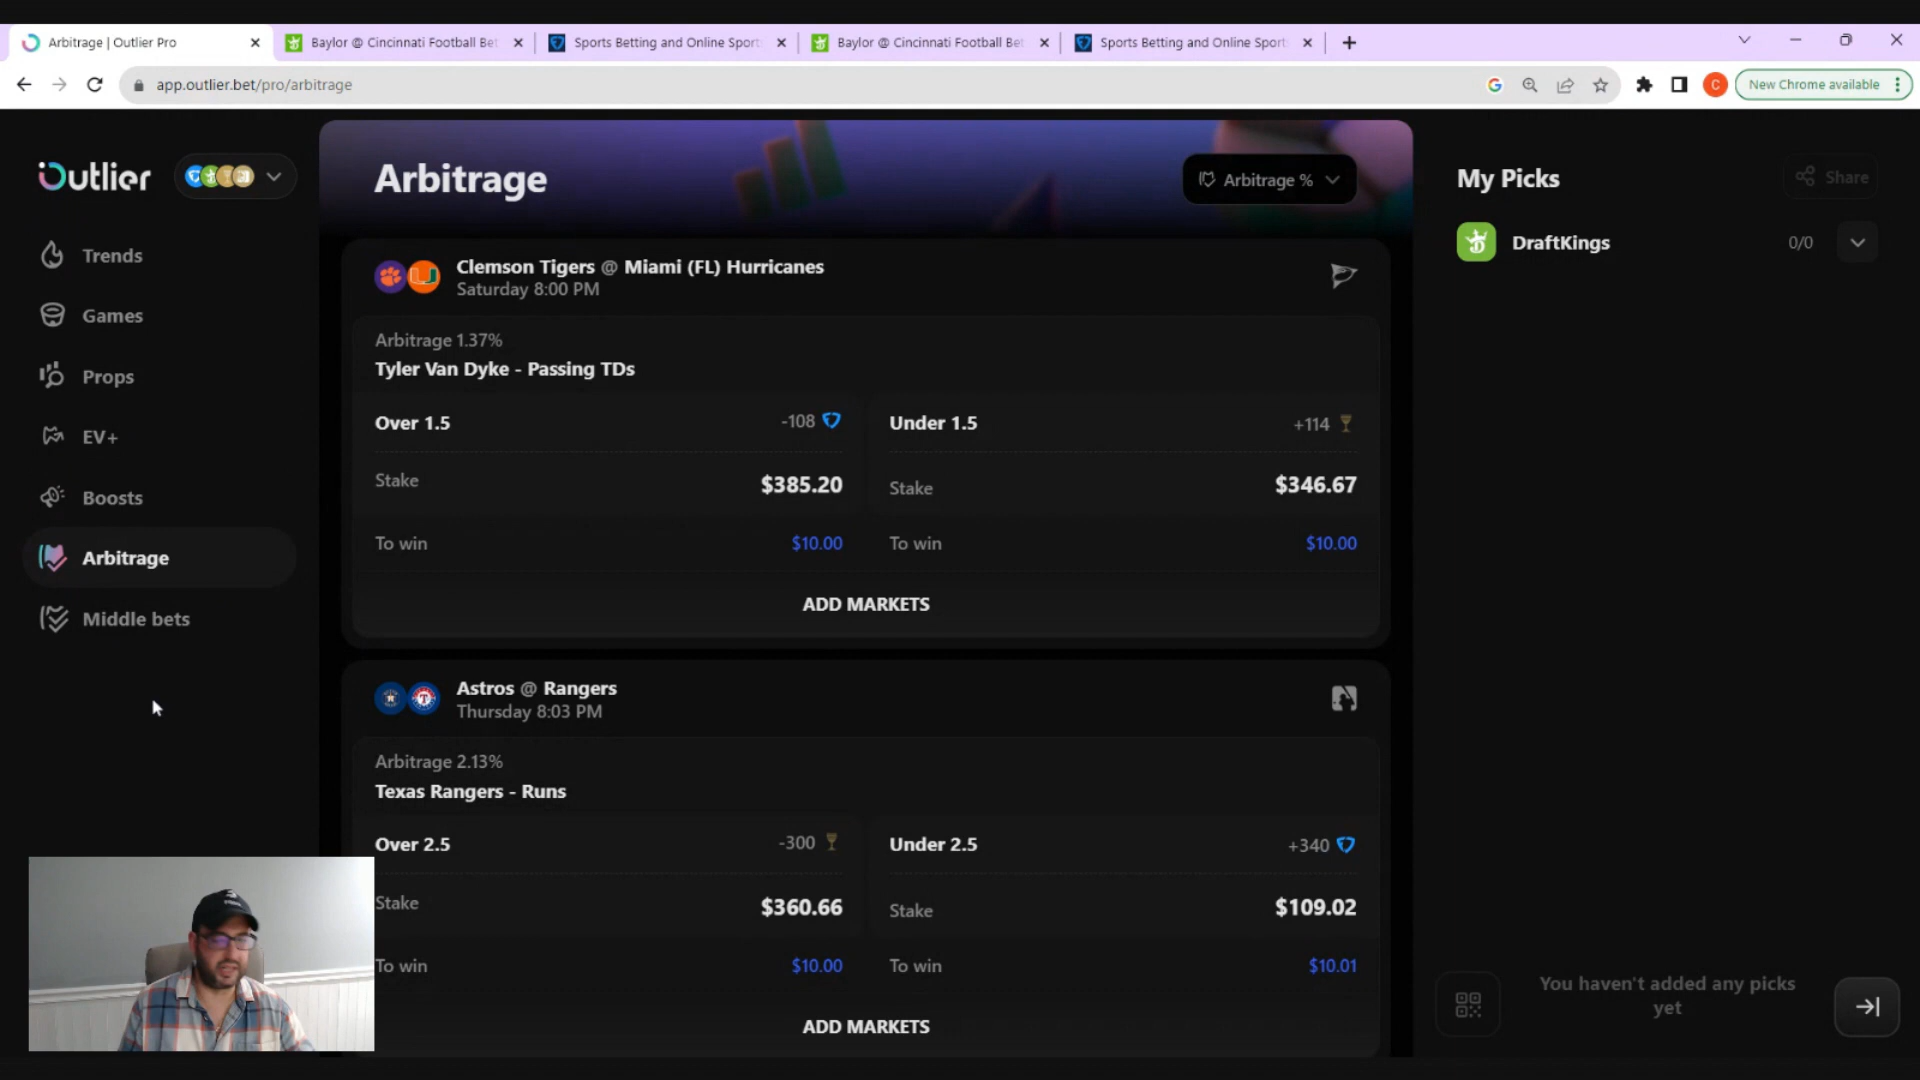 Arbitrage | Outlier Pro
Baylor @ Cincinnati Football Bet
Sports Betting and Online Sport
Baylor @ Cincinnati Football Bet
Sports Betting and Online Sport
app.outlier.bet/pro/arbitrage
G
C
New Chrome available
Outlier
Trends
Games
Props
EV+
Boosts
Arbitrage
Middle bets
Arbitrage
Arbitrage %
Clemson Tigers @ Miami (FL) Hurricanes
Saturday 8:00 PM
Arbitrage 1.37%
Tyler Van Dyke - Passing TDs
Over 1.5 -108
Under 1.5 +114
Stake $385.20
Stake $346.67
To win $10.00
To win $10.00
ADD MARKETS
Astros @ Rangers
Thursday 8:03 PM
Arbitrage 2.13%
Texas Rangers - Runs
Over 2.5 -300
Under 2.5 +340
Stake $360.66
Stake $109.02
To win $10.00
To win $10.01
ADD MARKETS
My Picks
Share
DraftKings 0/0
You haven't added any picks
yet